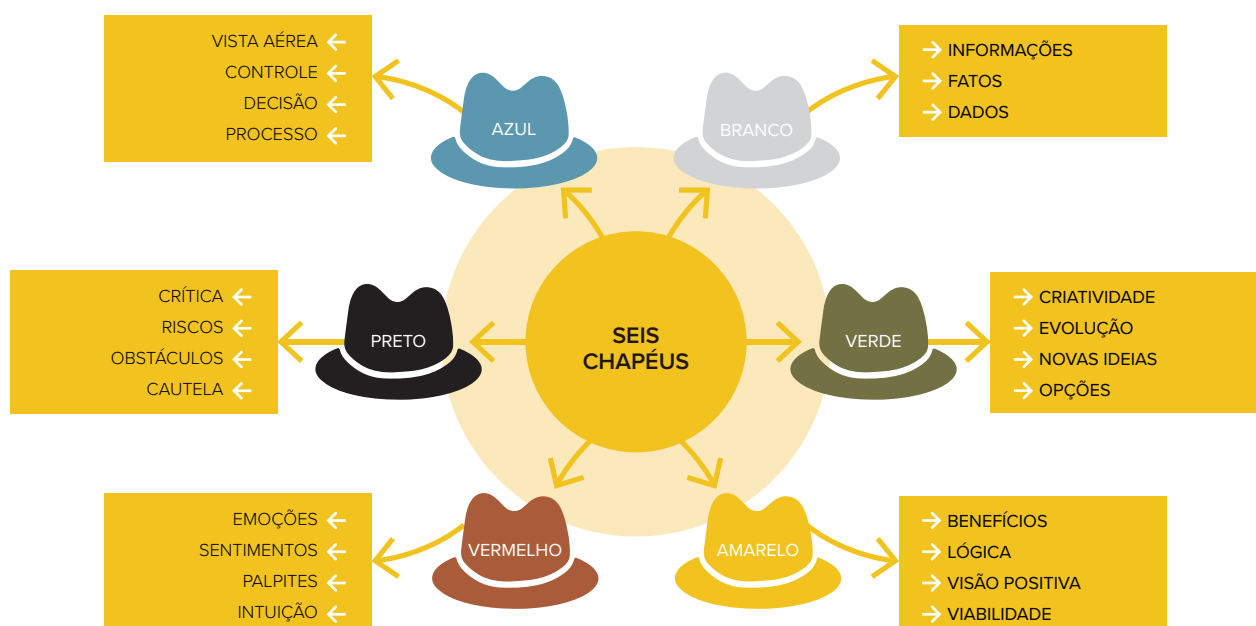 VISTA AÉREA
CONTROLE
DECISÃO
PROCESSO
AZUL
BRANCO
INFORMAÇÕES
FATOS
DADOS
CRÍTICA
RISCOS
OBSTÁCULOS
CAUTELA
PRETO
SEIS
CHAPÉUS
VERDE
CRIATIVIDADE
EVOLUÇÃO
NOVAS IDEIAS
OPÇÕES
EMOÇÕES
SENTIMENTOS
PALPITES
INTUIÇÃO
VERMELHO
AMARELO
BENEFÍCIOS
LÓGICA
VISÃO POSITIVA
VIABILIDADE